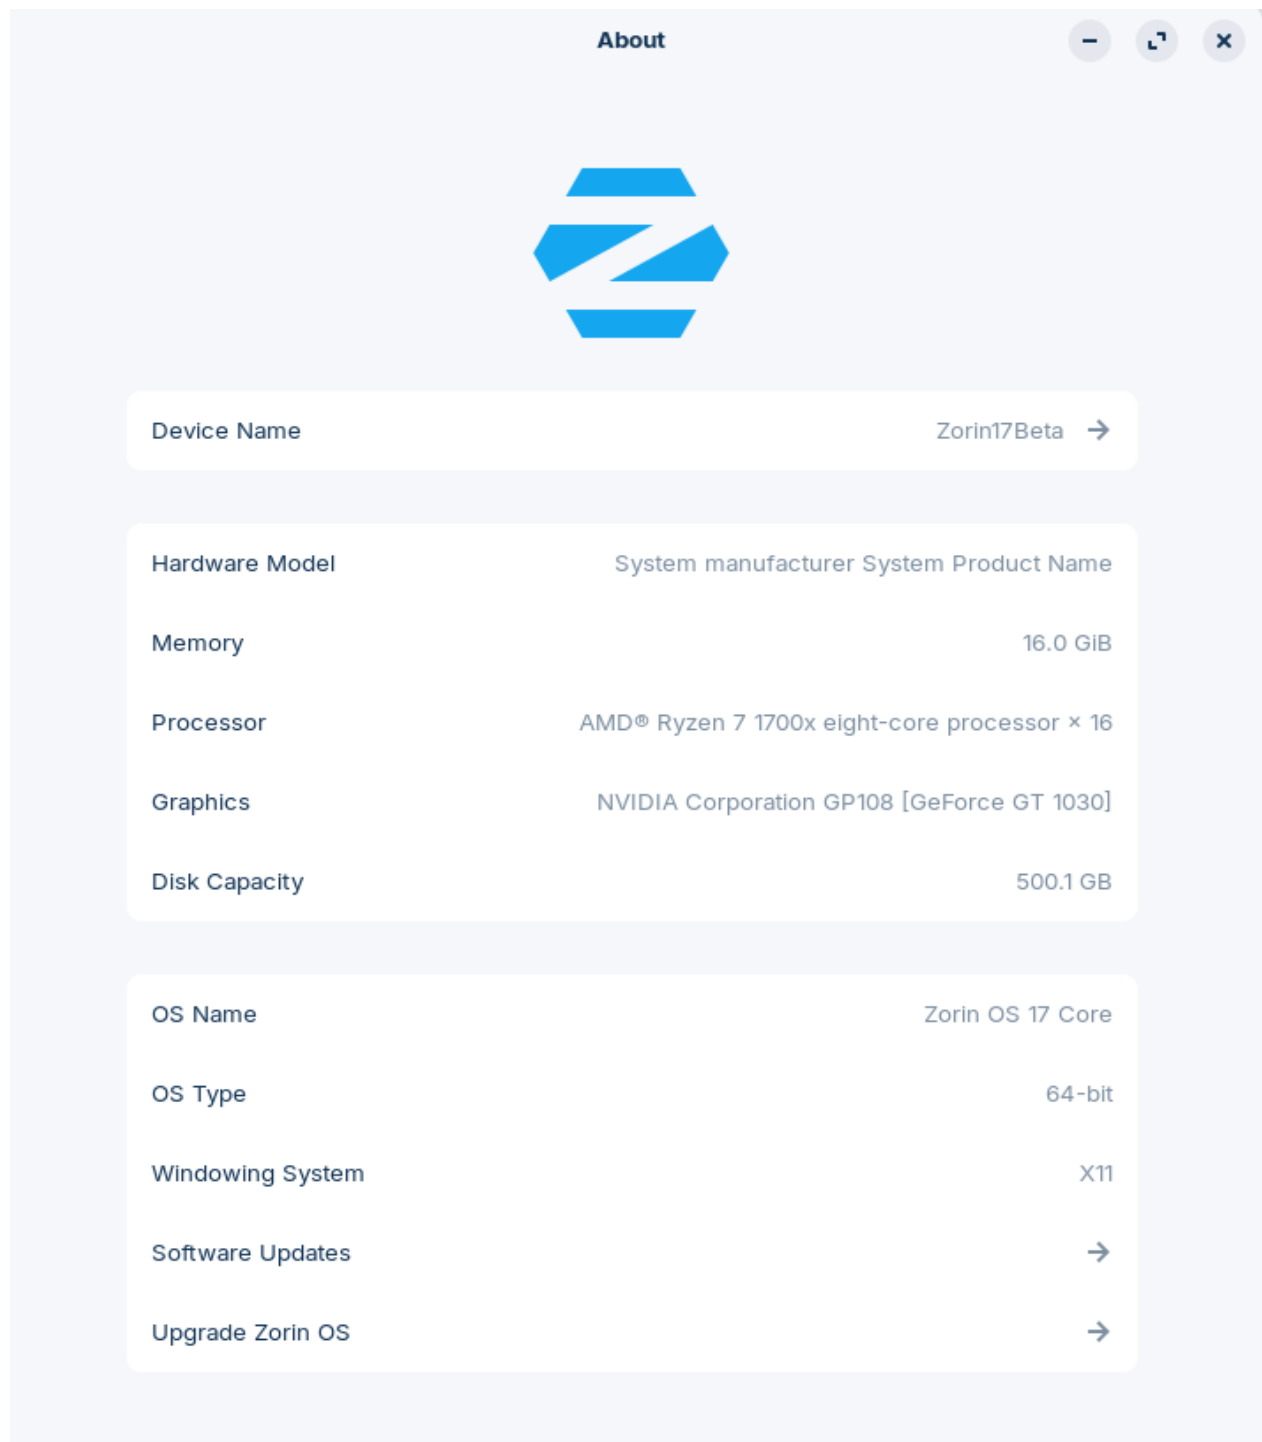 About
Device Name Zorin17Beta
Hardware Model System manufacturer System Product Name
Memory 16.0 GiB
Processor AMD® Ryzen 7 1700x eight-core processor × 16
Graphics NVIDIA Corporation GP108 [GeForce GT 1030]
Disk Capacity 500.1 GB
OS Name Zorin OS 17 Core
OS Type 64-bit
Windowing System X11
Software Updates
Upgrade Zorin OS